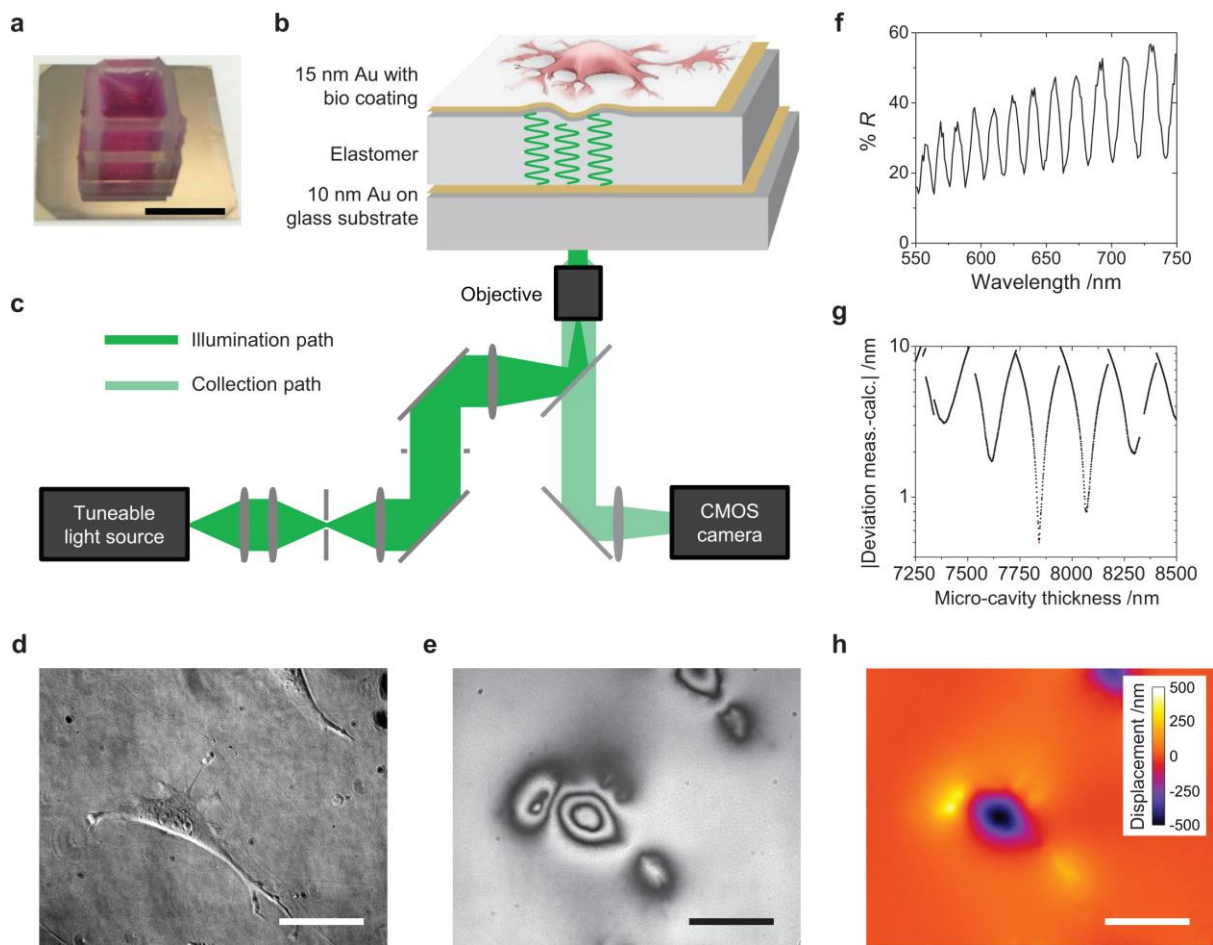 a
b
15 nm Au with
bio coating
Elastomer
10 nm Au on
glass substrate
Objective
c
Illumination path
Collection path
Tuneable
light source
CMOS
camera
d
e
f
60
40
20
0
% R
550 600 650 700 750
Wavelength /nm
g
10
1
|Deviation meas.-calc.| /nm
7250 7500 7750 8000 8250 8500
Micro-cavity thickness /nm
h
Displacement /nm
500
250
0
-250
-500